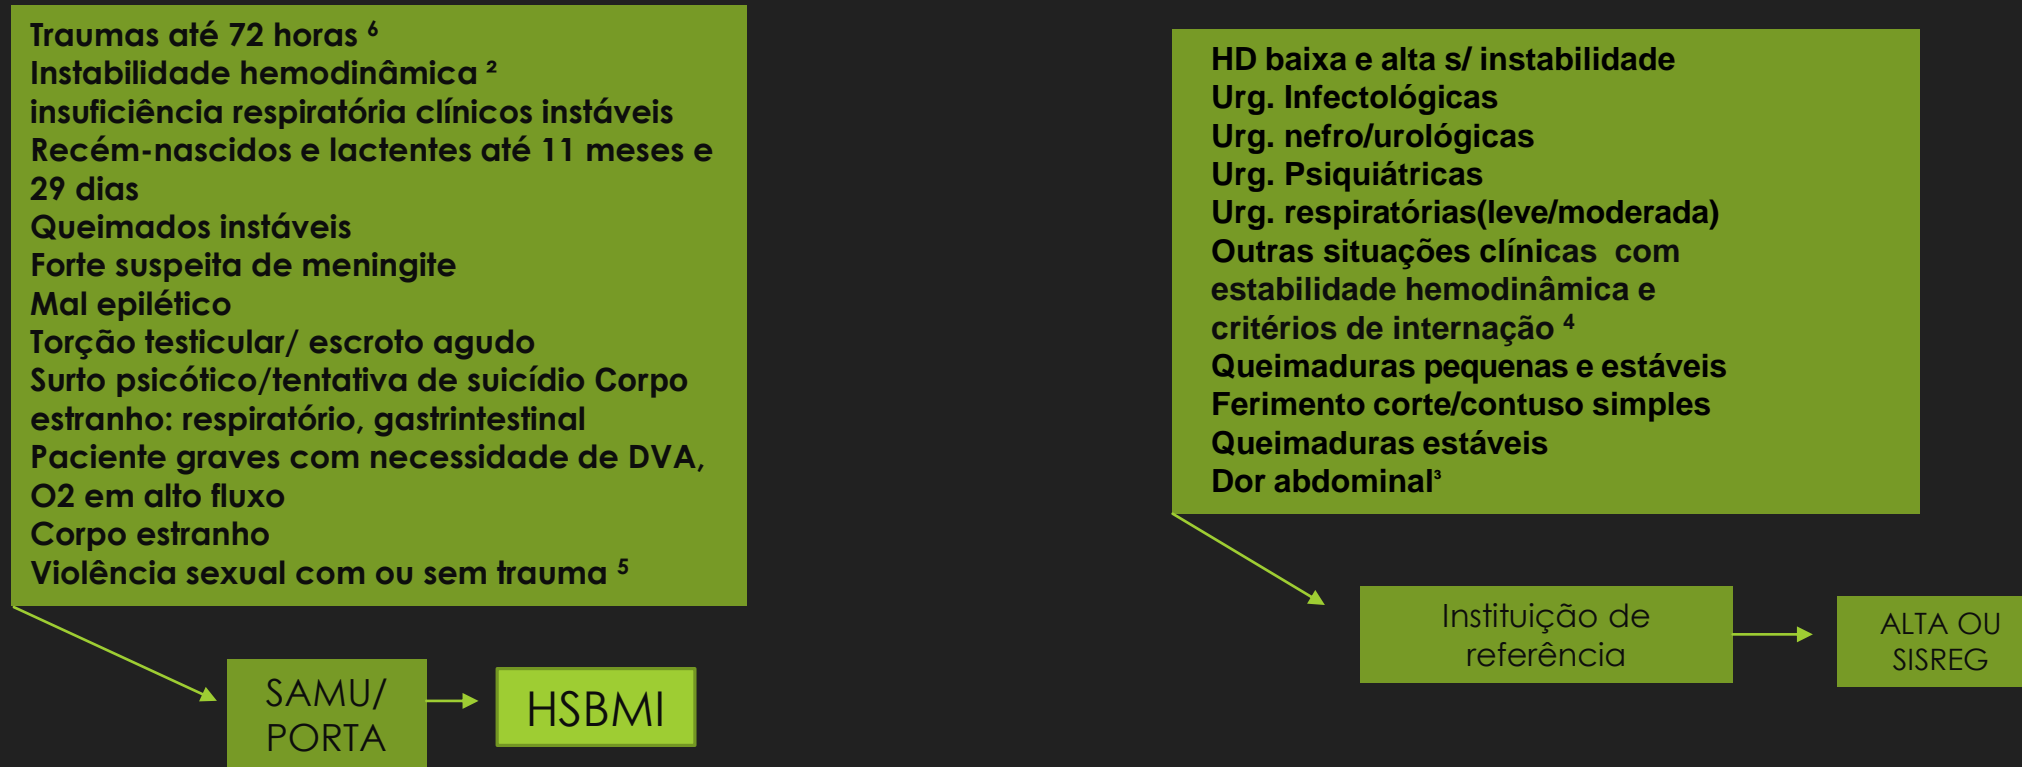 Traumas até 72 horas ⁶
Instabilidade hemodinâmica ²
insuficiência respiratória clínicos instáveis
Recém-nascidos e lactentes até 11 meses e
29 dias
Queimados instáveis
Forte suspeita de meningite
Mal epilético
Torção testicular/ escroto agudo
Surto psicótico/tentativa de suicídio Corpo
estranho: respiratório, gastrintestinal
Paciente graves com necessidade de DVA,
O2 em alto fluxo
Corpo estranho
Violência sexual com ou sem trauma ⁵
SAMU/
PORTA
HSBMI
HD baixa e alta s/ instabilidade
Urg. Infectológicas
Urg. nefro/urológicas
Urg. Psiquiátricas
Urg. respiratórias(leve/moderada)
Outras situações clínicas com
estabilidade hemodinâmica e
critérios de internação ⁴
Queimaduras pequenas e estáveis
Ferimento corte/contuso simples
Queimaduras estáveis
Dor abdominal³
Instituição de
referência
ALTA OU
SISREG